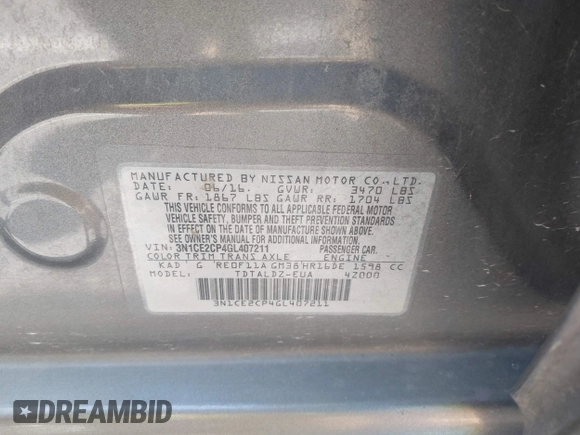 MANUFACTURED BY NISSAN MOTOR CO., LTD.
DATE: 06/16. GVWR: 3470 LBS
GAWR FR: 1867 LBS GAWR RR: 1704 LBS
THIS VEHICLE CONFORMS TO ALL APPLICABLE FEDERAL MOTOR
VEHICLE SAFETY, BUMPER AND THEFT PREVENTION STANDARDS
IN EFFECT ON THE DATE OF MANUFACTURE SHOWN ABOVE.
SEE OWNER'S MANUAL OR DEALER FOR ADDITIONAL INFORMATION.
VIN: 3N1CE2CP4GL407211 PASSENGER CAR.
COLOR TRIM TRANS AXLE ENGINE
KAD G RE0F11A GM38 HR16DE 1598 CC
MODEL: TDTALDZ-EUA 4Z000
3N1CE2CP4GL407211
DREAMBID